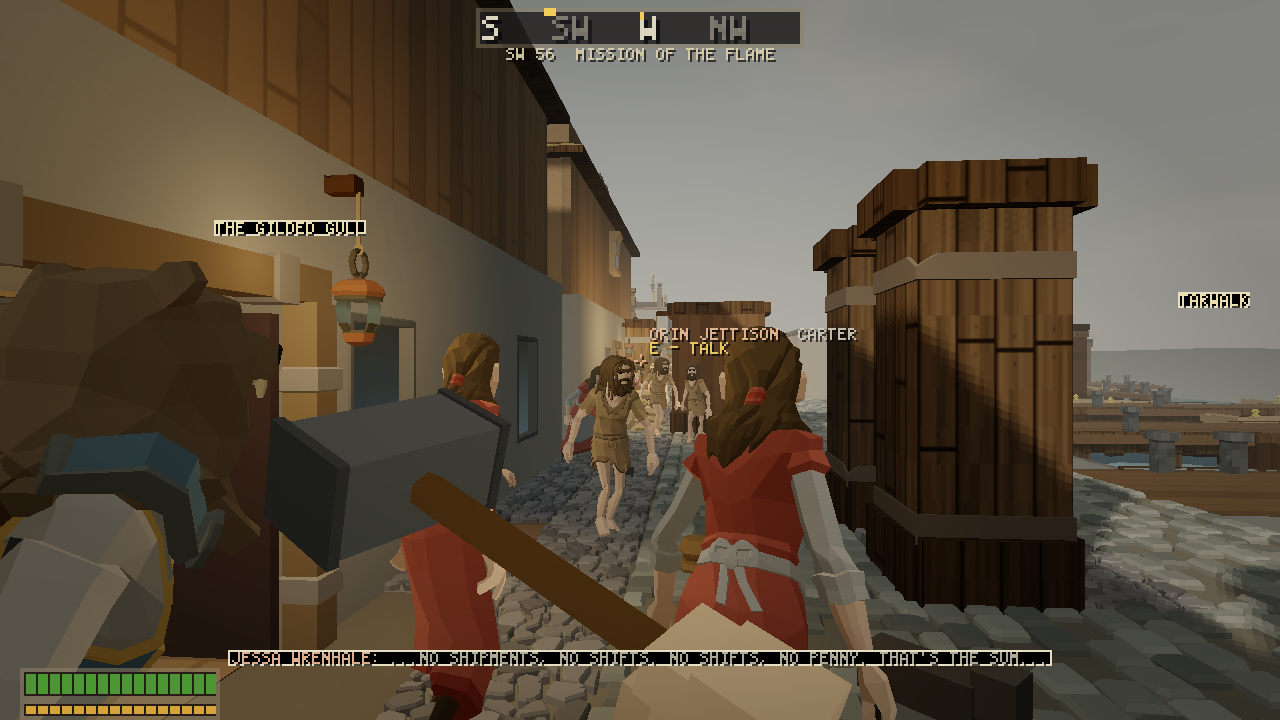 S SW W NW
SW 56 MISSION OF THE FLAME
THE GILDED GULL
TARWALK
ORIN JETTISON CARTER
E - TALK
JESSA WRENHALE: ...NO SHIPMENTS, NO SHIFTS. NO SHIFTS, NO PENNY. THAT'S THE SUM...